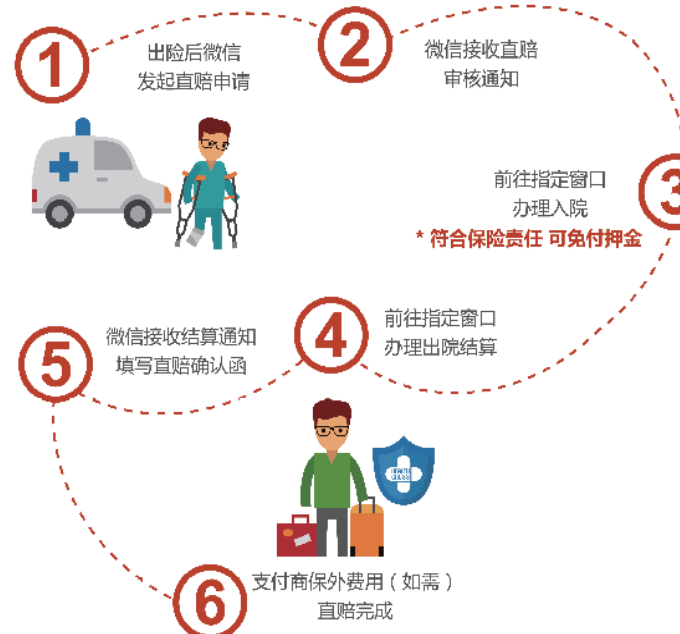 1
出险后微信
发起直赔申请
2
微信接收直赔
审核通知
3
前往指定窗口
办理入院
* 符合保险责任 可免付押金
4
前往指定窗口
办理出院结算
5
微信接收结算通知
填写直赔确认函
6
支付商保外费用（如需）
直赔完成